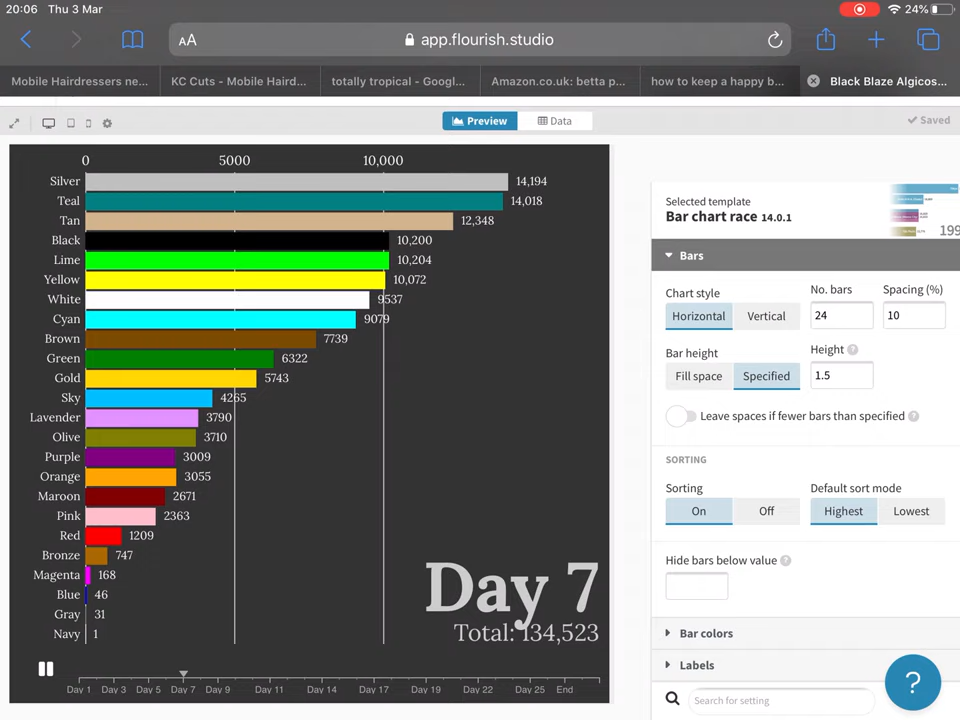 20:06 Thu 3 Mar 24%
AA app.flourish.studio
Mobile Hairdressers ne... KC Cuts - Mobile Haird... totally tropical - Googl... Amazon.co.uk: betta p... how to keep a happy b... Black Blaze Algicos...
Preview Data Saved
0 5000 10,000
Silver 14,194
Teal 14,018
Tan 12,348
Black 10,200
Lime 10,204
Yellow 10,072
White 9537
Cyan 9079
Brown 7739
Green 6322
Gold 5743
Sky 4265
Lavender 3790
Olive 3710
Purple 3009
Orange 3055
Maroon 2671
Pink 2363
Red 1209
Bronze 747
Magenta 168
Blue 46
Gray 31
Navy 1
Day 7
Total: 134,523
Day 1 Day 3 Day 5 Day 7 Day 9 Day 11 Day 14 Day 17 Day 19 Day 22 Day 25 End
Selected template
Bar chart race 14.0.1
199
Bars
Chart style No. bars Spacing (%)
Horizontal Vertical 24 10
Bar height Height ?
Fill space Specified 1.5
Leave spaces if fewer bars than specified ?
SORTING
Sorting Default sort mode
On Off Highest Lowest
Hide bars below value ?
Bar colors
Labels
Search for setting
?